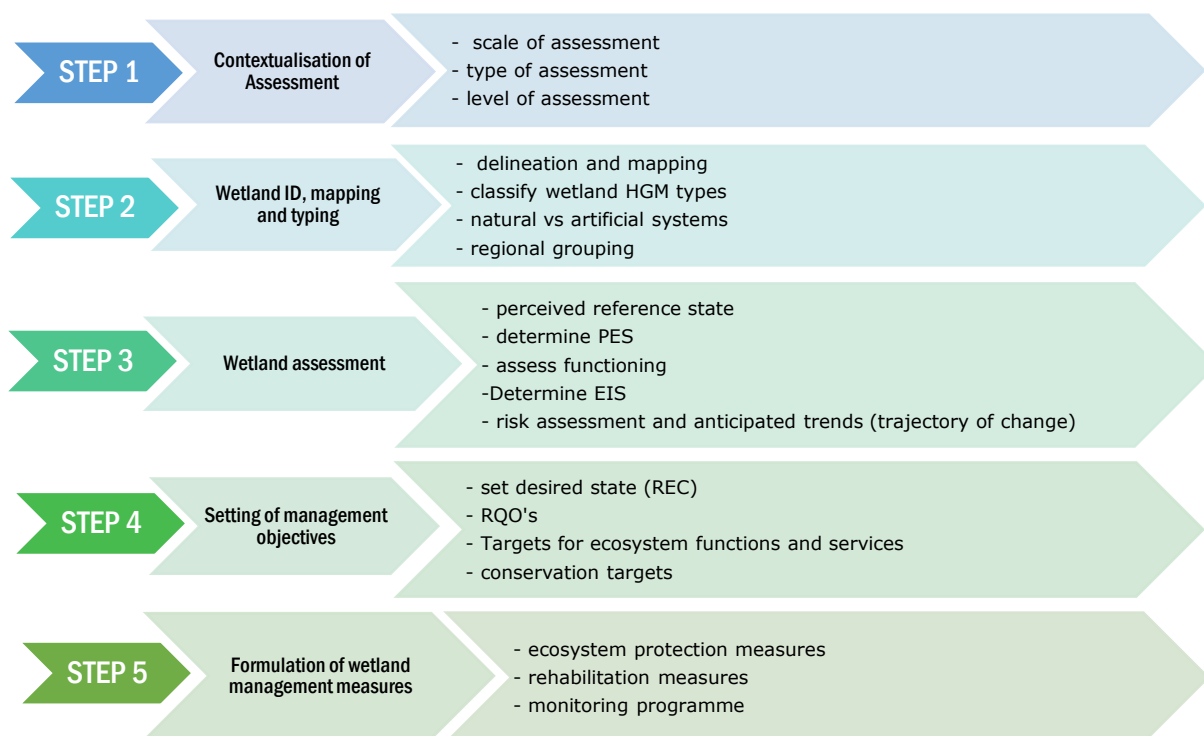 STEP 1
Contextualisation of
Assessment
- scale of assessment
- type of assessment
- level of assessment
STEP 2
Wetland ID, mapping
and typing
- delineation and mapping
- classify wetland HGM types
- natural vs artificial systems
- regional grouping
STEP 3
Wetland assessment
- perceived reference state
- determine PES
- assess functioning
-Determine EIS
- risk assessment and anticipated trends (trajectory of change)
STEP 4
Setting of management
objectives
- set desired state (REC)
- RQO's
- Targets for ecosystem functions and services
- conservation targets
STEP 5
Formulation of wetland
management measures
- ecosystem protection measures
- rehabilitation measures
- monitoring programme